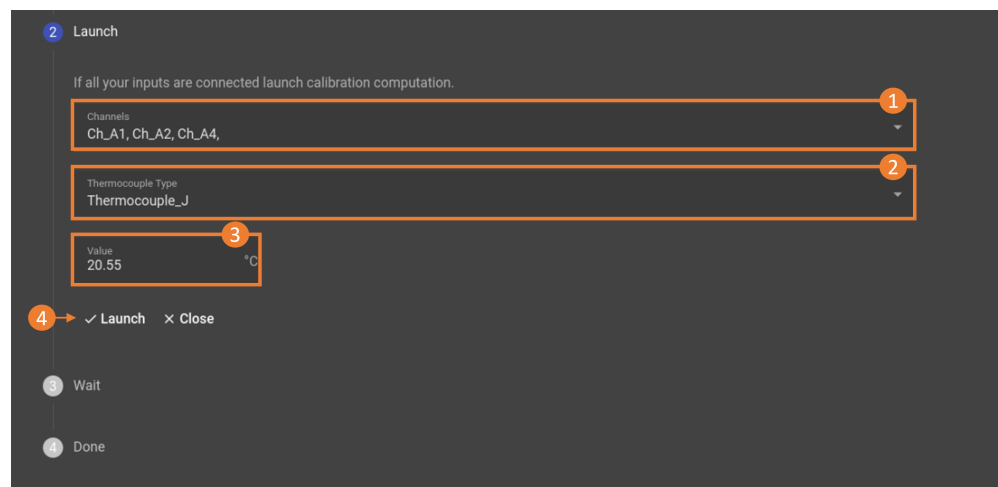 2 Launch
If all your inputs are connected launch calibration computation.
1
Channels
Ch_A1, Ch_A2, Ch_A4,
2
Thermocouple Type
Thermocouple_J
3
Value
20.55 °C
4 Launch Close
3 Wait
4 Done